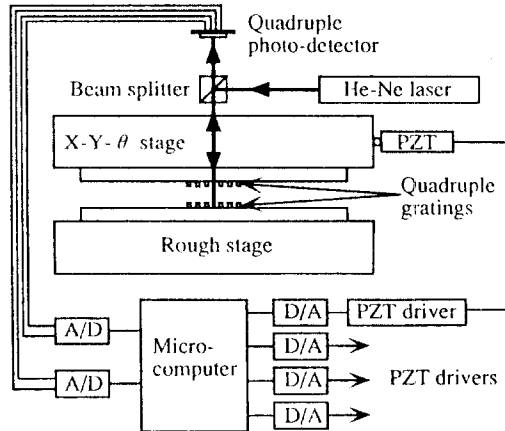 Quadruple
photo-detector
Beam splitter
He-Ne laser
X-Y-θ stage
PZT
Quadruple
gratings
Rough stage
A/D
A/D
Micro-
computer
D/A
PZT driver
D/A
D/A
PZT drivers
D/A